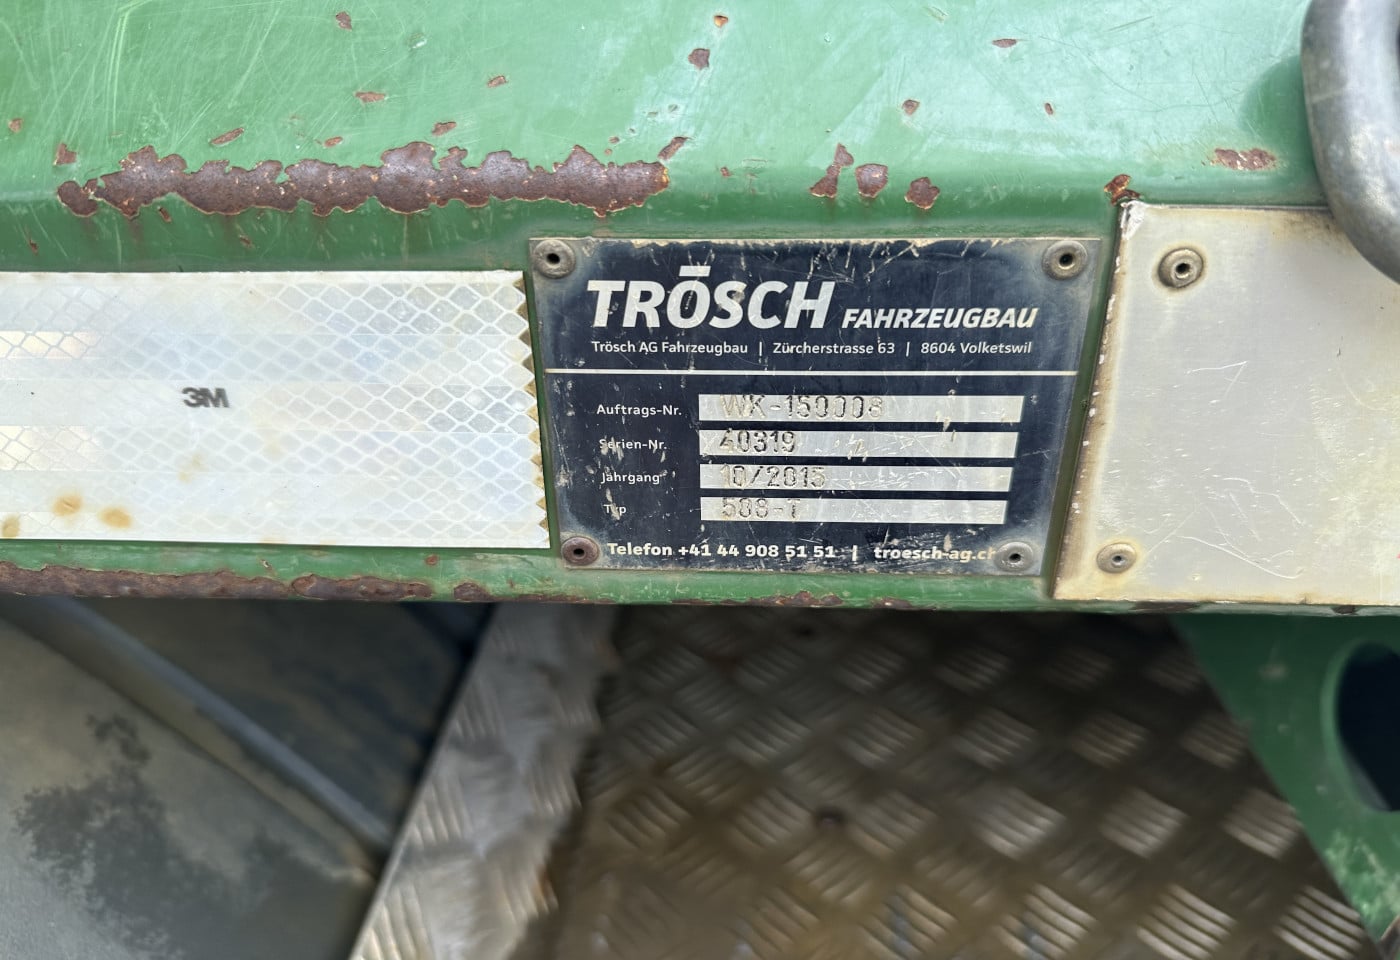 3M
TRÖSCH FAHRZEUGBAU
Trösch AG Fahrzeugbau | Zürcherstrasse 63 | 8604 Volketswil
Auftrags-Nr. WK-150008
Serien-Nr. A0319
Jahrgang 10/2015
Typ 508-T
Telefon +41 44 908 51 51 | troesch-ag.ch